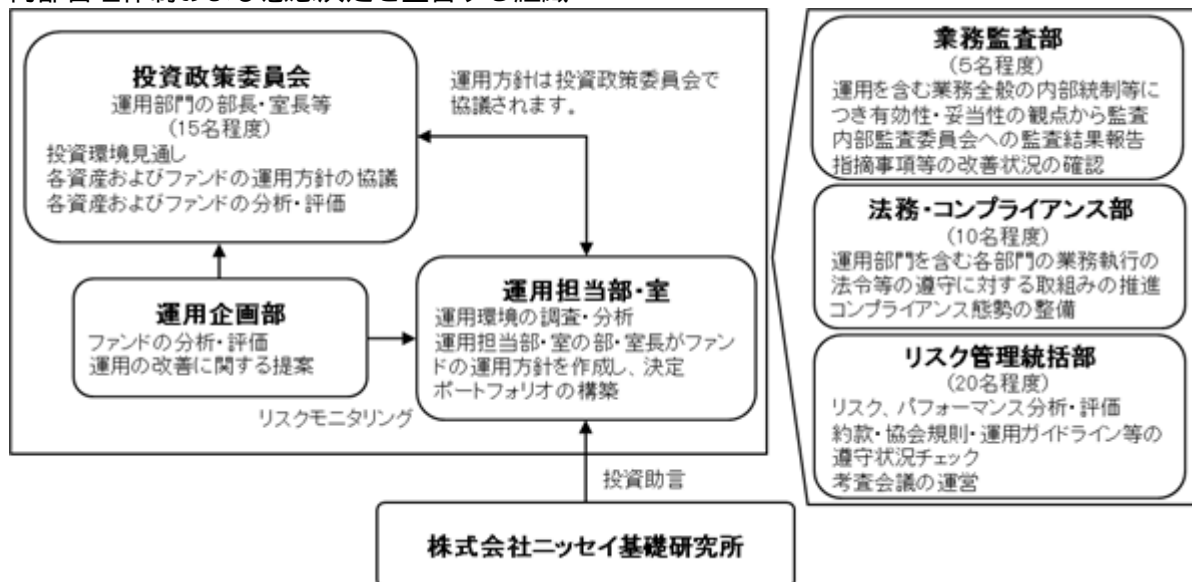 投資政策委員会
運用部門の部長・室長等
(15名程度)
投資環境見通し
各資産およびファンドの運用方針の協議
各資産およびファンドの分析・評価
運用方針は投資政策委員会で
協議されます。
運用企画部
ファンドの分析・評価
運用の改善に関する提案
リスクモニタリング
運用担当部・室
運用環境の調査・分析
運用担当部・室の部・室長がファン
ドの運用方針を作成し、決定
ポートフォリオの構築
投資助言
株式会社ニッセイ基礎研究所
業務監査部
(5名程度)
運用を含む業務全般の内部統制等に
つき有効性・妥当性の観点から監査
内部監査委員会への監査結果報告
指摘事項等の改善状況の確認
法務・コンプライアンス部
(10名程度)
運用部門を含む各部門の業務執行の
法令等の遵守に対する取組みの推進
コンプライアンス態勢の整備
リスク管理統括部
(20名程度)
リスク、パフォーマンス分析・評価
約款・協会規則・運用ガイドライン等の
遵守状況チェック
考査会議の運営